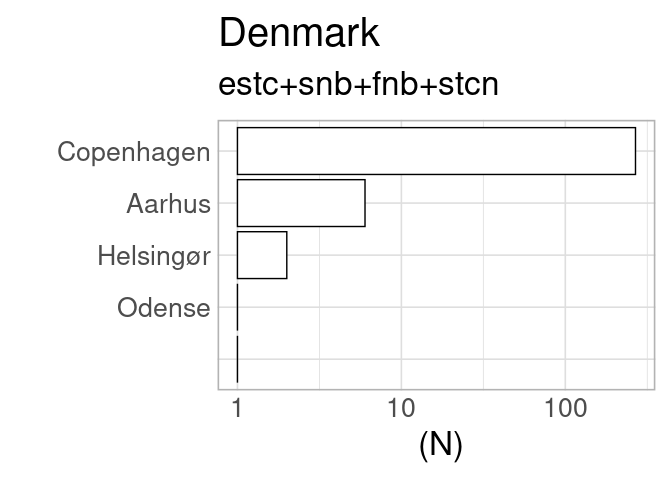 Denmark
estc+snb+fnb+stcn
Copenhagen
Aarhus
Helsingør
Odense
1 10 100
(N)